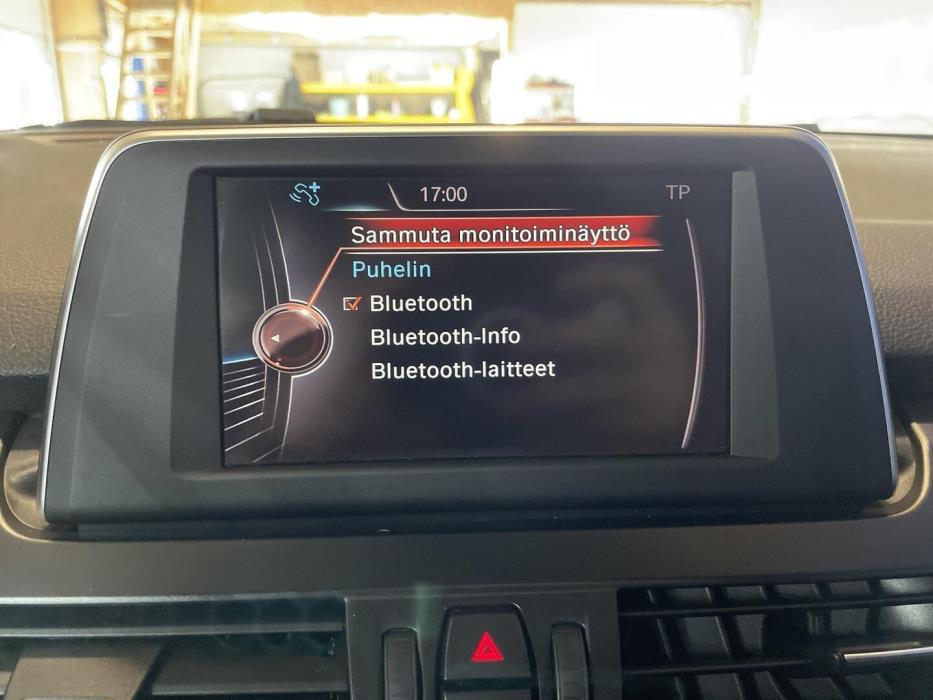 17:00
TP
Sammuta monitoiminäyttö
Puhelin
Bluetooth
Bluetooth-Info
Bluetooth-laitteet